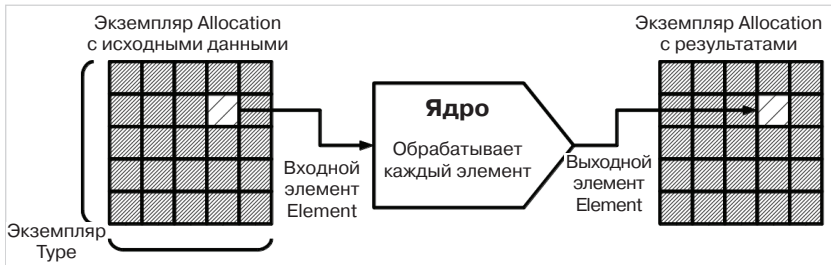 Экземпляр Allocation
с исходными данными
Экземпляр Allocation
с результатами
Ядро
Обрабатывает
каждый элемент
Входной
элемент
Element
Выходной
элемент
Element
Экземпляр
Type